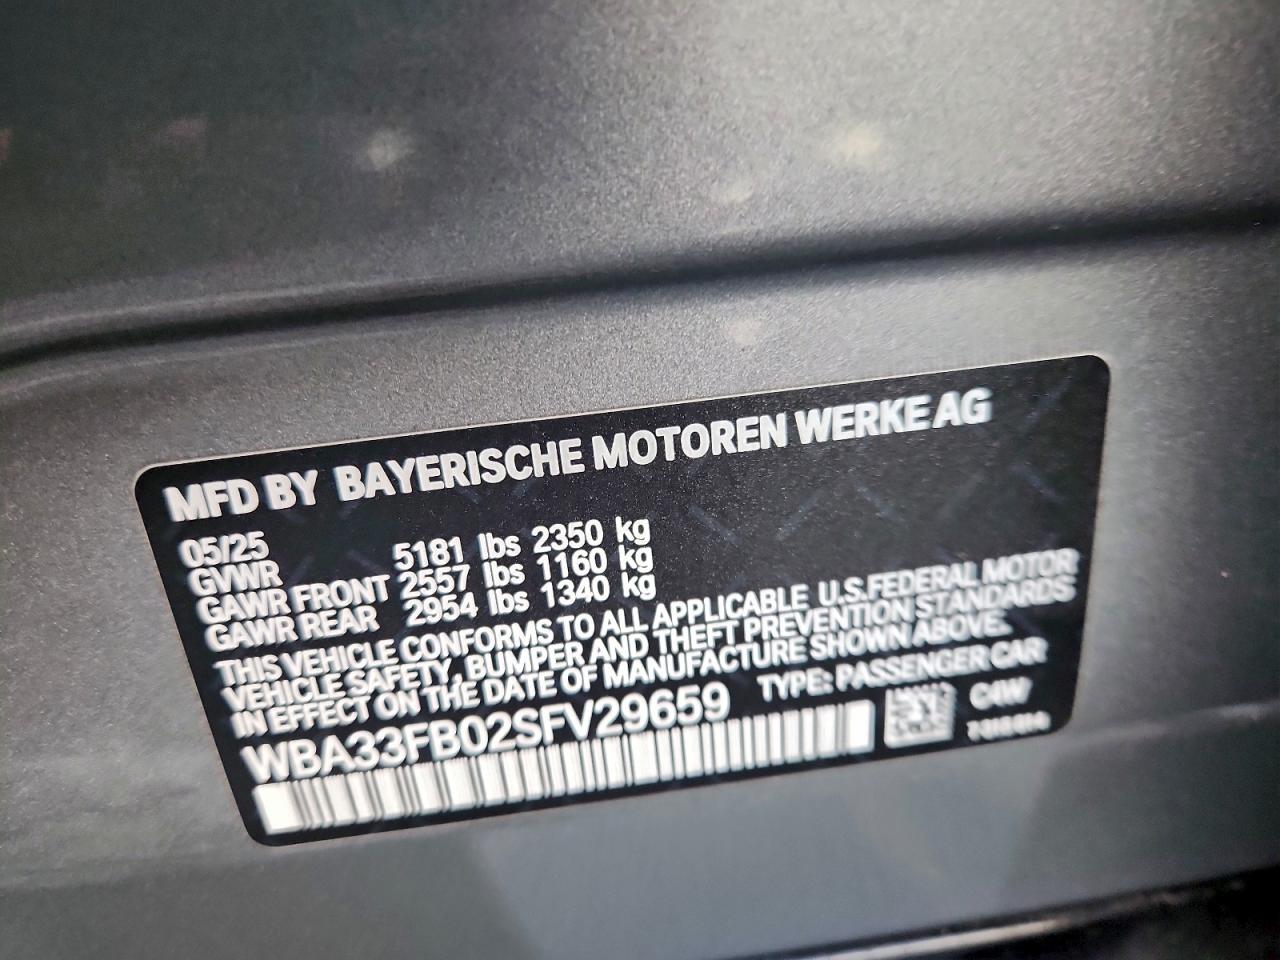 MFD BY BAYERISCHE MOTOREN WERKE AG
05/25
GVWR 5181 lbs 2350 kg
GAWR FRONT 2557 lbs 1160 kg
GAWR REAR 2954 lbs 1340 kg
THIS VEHICLE CONFORMS TO ALL APPLICABLE U.S.FEDERAL MOTOR
VEHICLE SAFETY, BUMPER AND THEFT PREVENTION STANDARDS
IN EFFECT ON THE DATE OF MANUFACTURE SHOWN ABOVE.
WBA33FB02SFV29659 TYPE: PASSENGER CAR
C4W